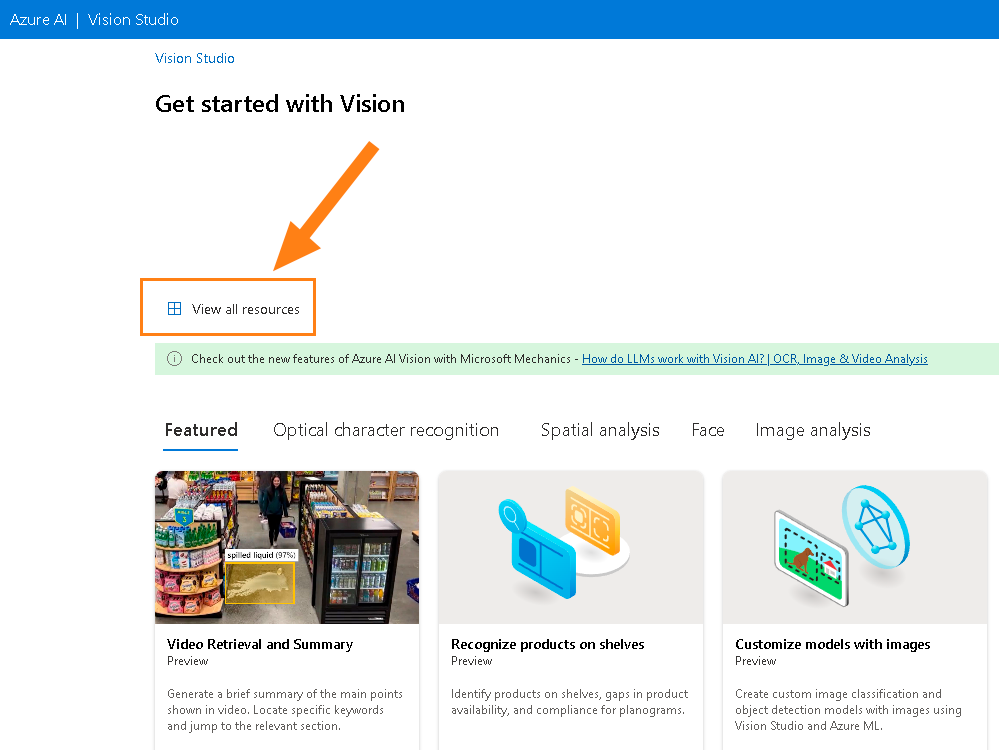 Azure AI | Vision Studio
Vision Studio
Get started with Vision
View all resources
Check out the new features of Azure AI Vision with Microsoft Mechanics - How do LLMs work with Vision AI? | OCR, Image & Video Analysis
Featured Optical character recognition Spatial analysis Face Image analysis
spilled liquid (97%)
Video Retrieval and Summary
Preview
Generate a brief summary of the main points
shown in video. Locate specific keywords
and jump to the relevant section.
Recognize products on shelves
Preview
Identify products on shelves, gaps in product
availability, and compliance for planograms.
Customize models with images
Preview
Create custom image classification and
object detection models with images using
Vision Studio and Azure ML.